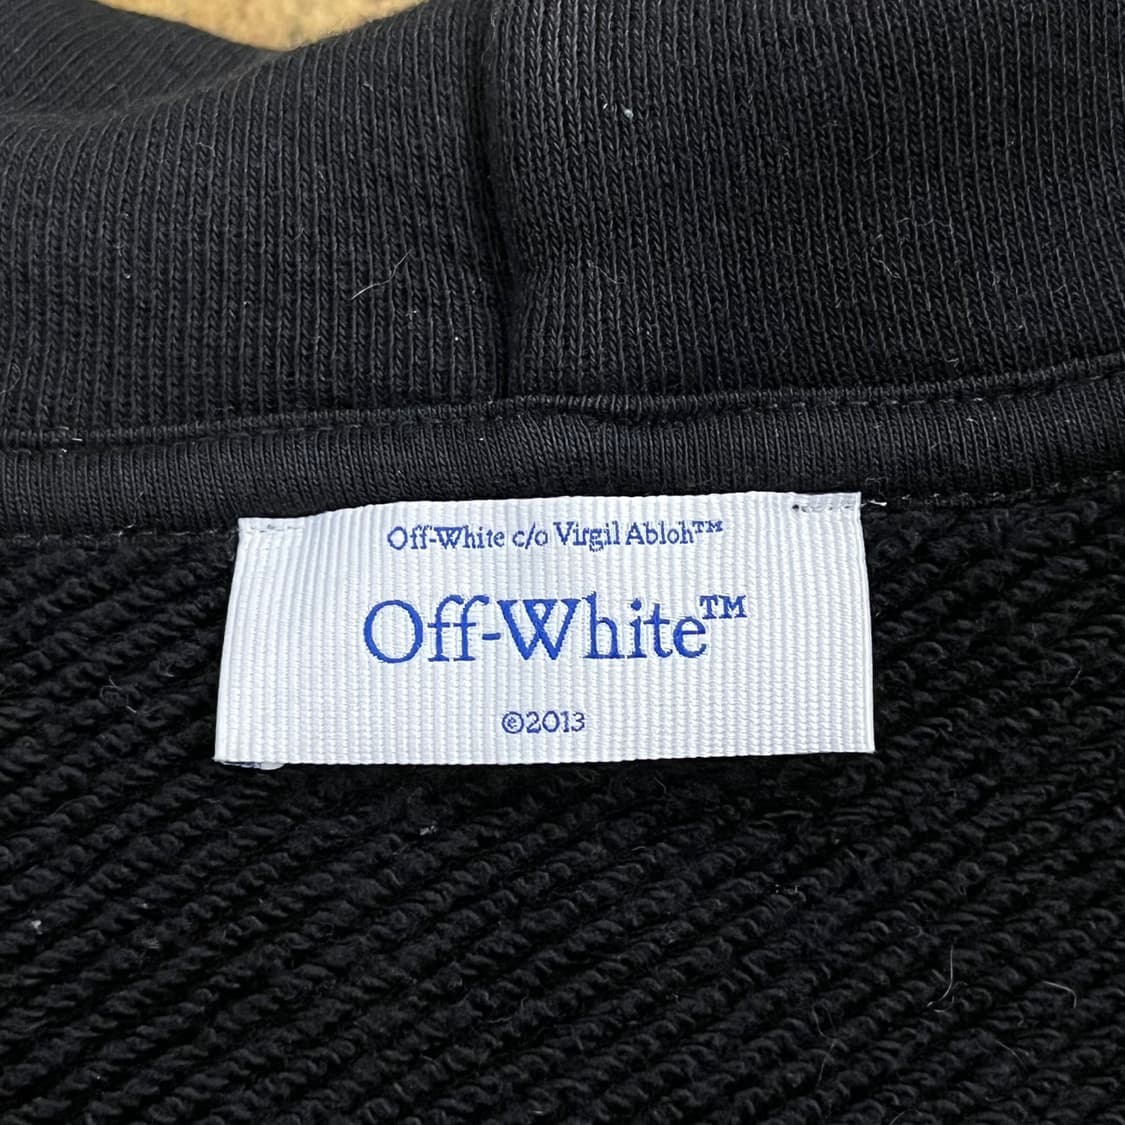 Off-White c/o Virgil Abloh™
Off-White™
©2013